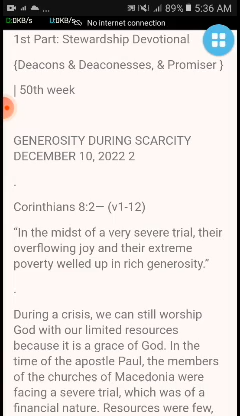 0:0KB/s U:0KB/s No internet connection 89% 5:36 AM
1st Part: Stewardship Devotional
{Deacons & Deaconesses, & Promiser }
| 50th week
GENEROSITY DURING SCARCITY
DECEMBER 10, 2022 2
.
Corinthians 8:2— (v1-12)
“In the midst of a very severe trial, their
overflowing joy and their extreme
poverty welled up in rich generosity.”
.
During a crisis, we can still worship
God with our limited resources
because it is a grace of God. In the
time of the apostle Paul, the members
of the churches of Macedonia were
facing a severe trial, which was of a
financial nature. Resources were few,